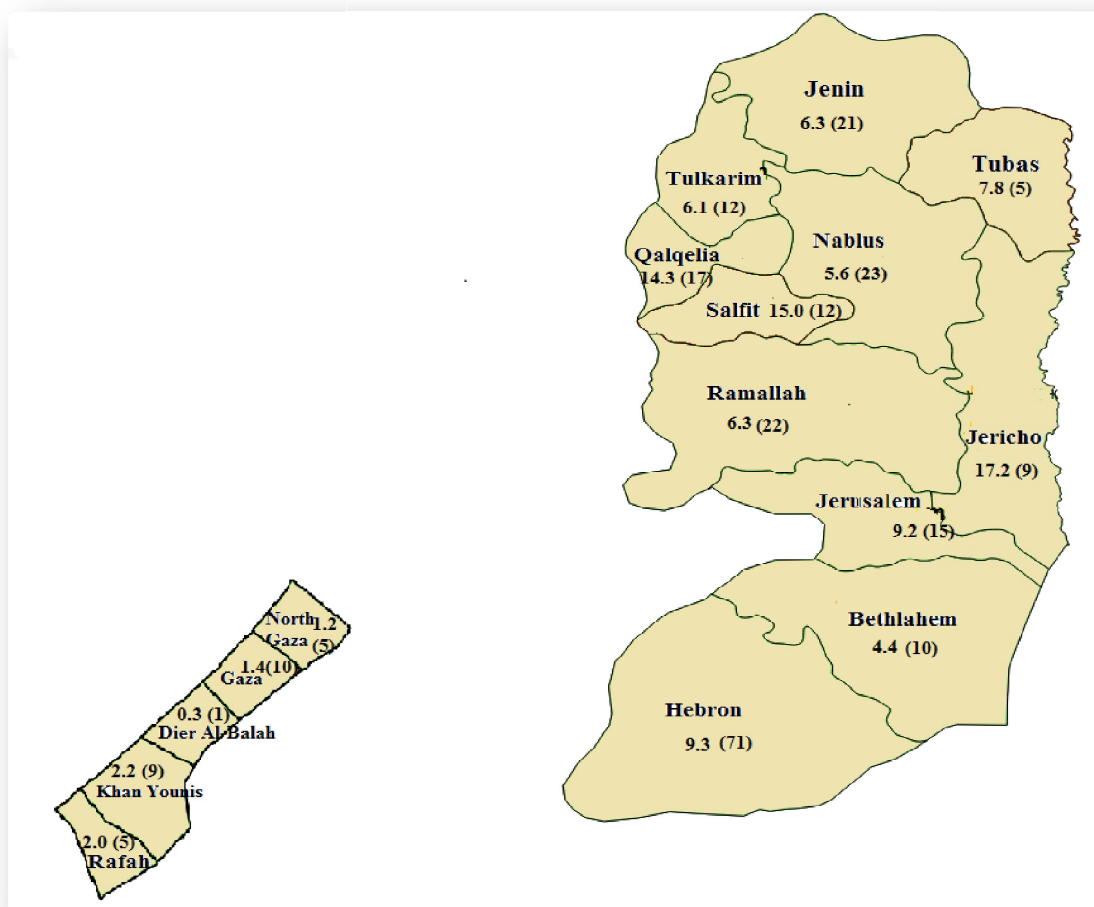 Jenin
6.3 (21)
Tubas
7.8 (5)
Tulkarim
6.1 (12)
Nablus
5.6 (23)
Qalqelia
14.3 (17)
Salfit 15.0 (12)
Ramallah
6.3 (22)
Jericho
17.2 (9)
Jerusalem
9.2 (15)
Bethlahem
4.4 (10)
Hebron
9.3 (71)
North 1.2
Gaza (5)
1.4(10)
Gaza
0.3 (1)
Dier Al-Balah
2.2 (9)
Khan Younis
2.0 (5)
Rafah